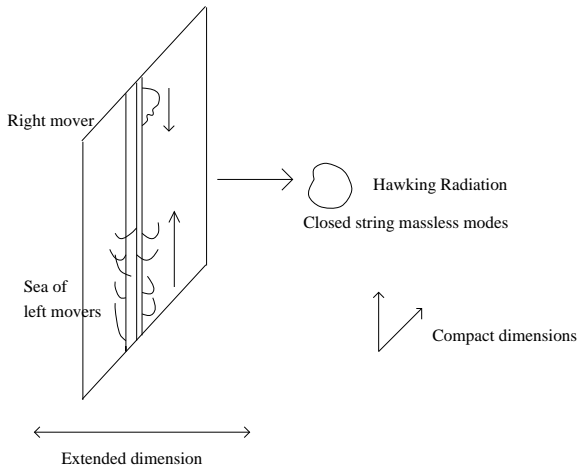 Right mover
Hawking Radiation
Closed string massless modes
Sea of
left movers
Compact dimensions
Extended dimension